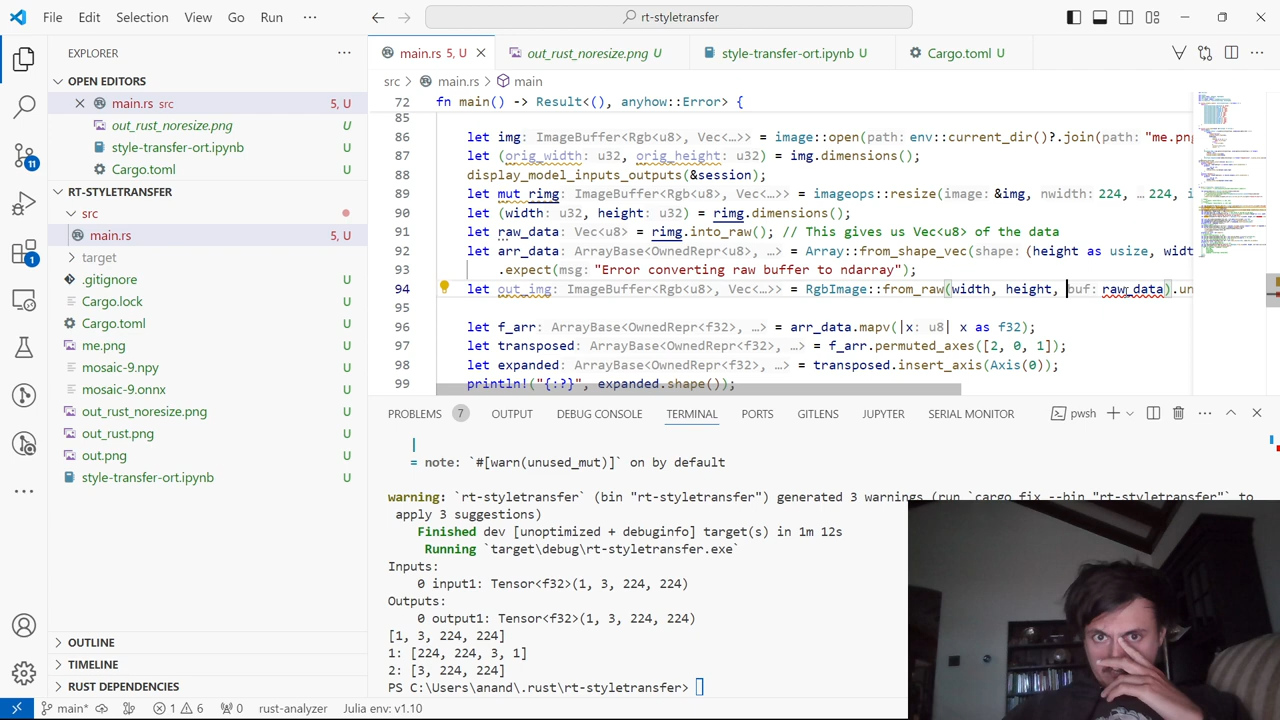 File Edit Selection View Go Run ··· rt-styletransfer
EXPLORER
OPEN EDITORS
main.rs src 5, U
out_rust_noresize.png U
style-transfer-ort.ipynb U
Cargo.toml U
RT-STYLETRANSFER
src
main.rs 5, U
target
.gitignore U
Cargo.lock U
Cargo.toml U
me.png U
mosaic-9.npy U
mosaic-9.onnx U
out_rust_noresize.png U
out_rust.png U
out.png U
style-transfer-ort.ipynb U
OUTLINE
TIMELINE
RUST DEPENDENCIES
11
1
main.rs 5, U out_rust_noresize.png U style-transfer-ort.ipynb U Cargo.toml U
src > main.rs > main
72 fn main() -> Result<(), anyhow::Error> {
85
86 let img: ImageBuffer<Rgb<u8>, Vec<…>> = image::open(path: env::current_dir()?.join(path: "me.pn
87 let (orig_width: u32, orig_height: u32) = img.dimensions();
88 (&session);
89 ImageBuffer<Rgb<u8>, Vec<…>> = imageops::resize( &img, nwidth: 224, … 224, i
90 let (width: u32, height: u32) = rimg.dimensions();
91 let Vec<u8> = rimg.into_raw(); // This gives us Vec<u8> of the data
92 let arr_data: ArrayBase<OwnedRepr<u8>, …> = Array::from_shape_vec(shape: (height as usize, widt
93 .expect(msg: "Error converting raw buffer to ndarray");
94 let out_img: ImageBuffer<Rgb<u8>, Vec<…>> = RgbImage::from_raw(width, height, buf: raw_data).un
95
96 let f_arr: ArrayBase<OwnedRepr<f32>, …> = arr_data.mapv(|x: u8| x as f32);
97 let transposed: ArrayBase<OwnedRepr<f32>, …> = f_arr.permuted_axes([2, 0, 1]);
98 let expanded: ArrayBase<OwnedRepr<f32>, …> = transposed.insert_axis(Axis(0));
99 println!("{:?}", expanded.shape());
PROBLEMS 7 OUTPUT DEBUG CONSOLE TERMINAL PORTS GITLENS JUPYTER SERIAL MONITOR pwsh
|
= note: `#[warn(unused_mut)]` on by default
warning: `rt-styletransfer` (bin "rt-styletransfer") generated 3 warnings (run `cargo fix --bin "rt-styletransfer"` to
apply 3 suggestions)
Finished dev [unoptimized + debuginfo] target(s) in 1m 12s
Running `target\debug\rt-styletransfer.exe`
Inputs:
0 input1: Tensor<f32>(1, 3, 224, 224)
Outputs:
0 output1: Tensor<f32>(1, 3, 224, 224)
[1, 3, 224, 224]
1: [224, 224, 3, 1]
2: [3, 224, 224]
PS C:\Users\anand\.rust\rt-styletransfer>
main* 1 6 0 rust-analyzer Julia env: v1.10